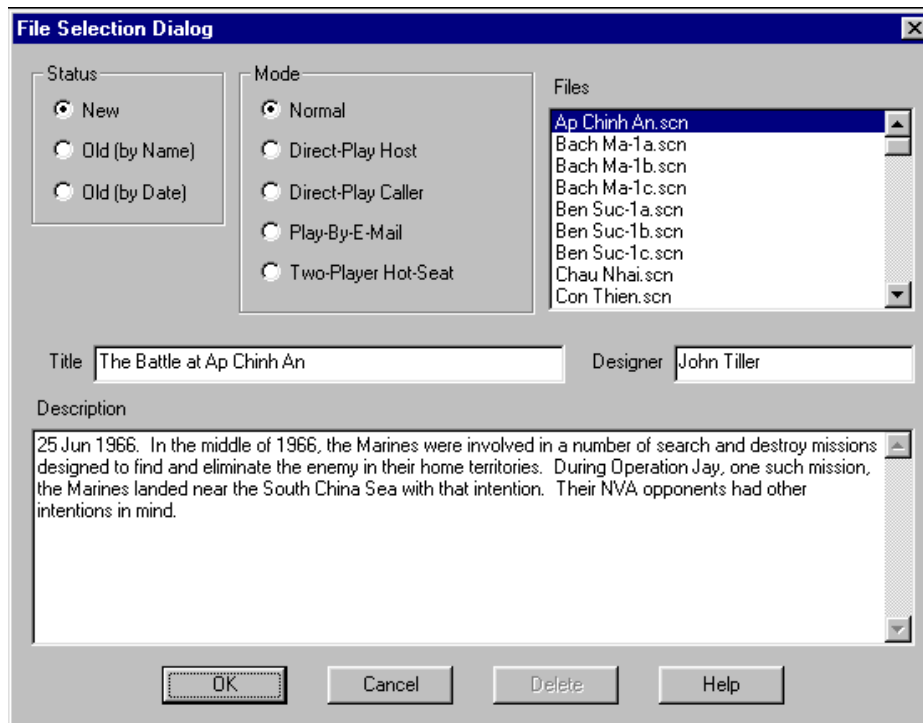 File Selection Dialog
Status
New
Old (by Name)
Old (by Date)
Mode
Normal
Direct-Play Host
Direct-Play Caller
Play-By-E-Mail
Two-Player Hot-Seat
Files
Ap Chinh An.scn
Bach Ma-1a.scn
Bach Ma-1b.scn
Bach Ma-1c.scn
Ben Suc-1a.scn
Ben Suc-1b.scn
Ben Suc-1c.scn
Chau Nhai.scn
Con Thien.scn
Title The Battle at Ap Chinh An
Designer John Tiller
Description
25 Jun 1966. In the middle of 1966, the Marines were involved in a number of search and destroy missions
designed to find and eliminate the enemy in their home territories. During Operation Jay, one such mission,
the Marines landed near the South China Sea with that intention. Their NVA opponents had other
intentions in mind.
OK Cancel Delete Help